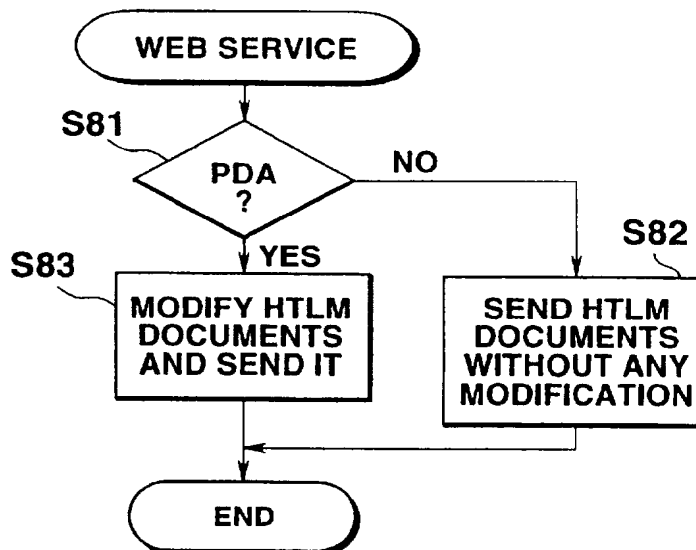 WEB SERVICE
S81
PDA
?
NO
YES
S82
S83
MODIFY HTLM
DOCUMENTS
AND SEND IT
SEND HTLM
DOCUMENTS
WITHOUT ANY
MODIFICATION
END